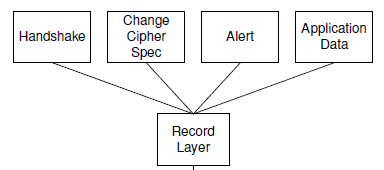 Handshake
Change
Cipher
Spec
Alert
Application
Data
Record
Layer